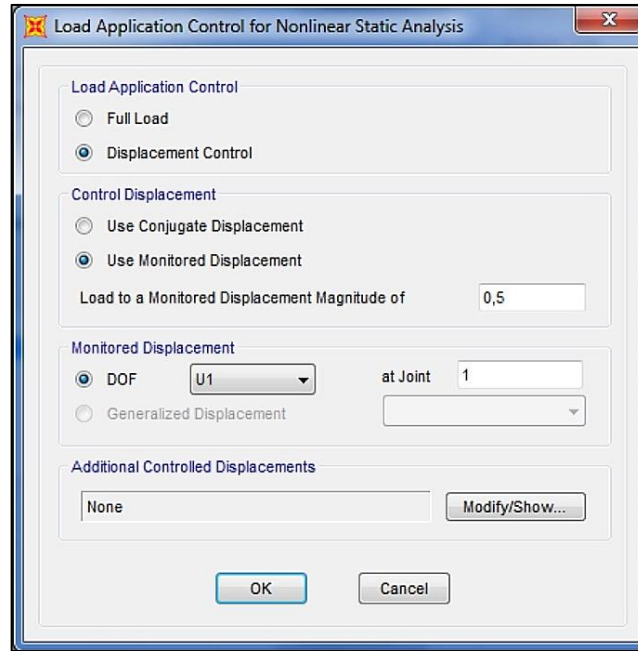 Load Application Control for Nonlinear Static Analysis
Load Application Control
Full Load
Displacement Control
Control Displacement
Use Conjugate Displacement
Use Monitored Displacement
Load to a Monitored Displacement Magnitude of 0,5
Monitored Displacement
DOF U1 at Joint 1
Generalized Displacement
Additional Controlled Displacements
None Modify/Show...
OK Cancel